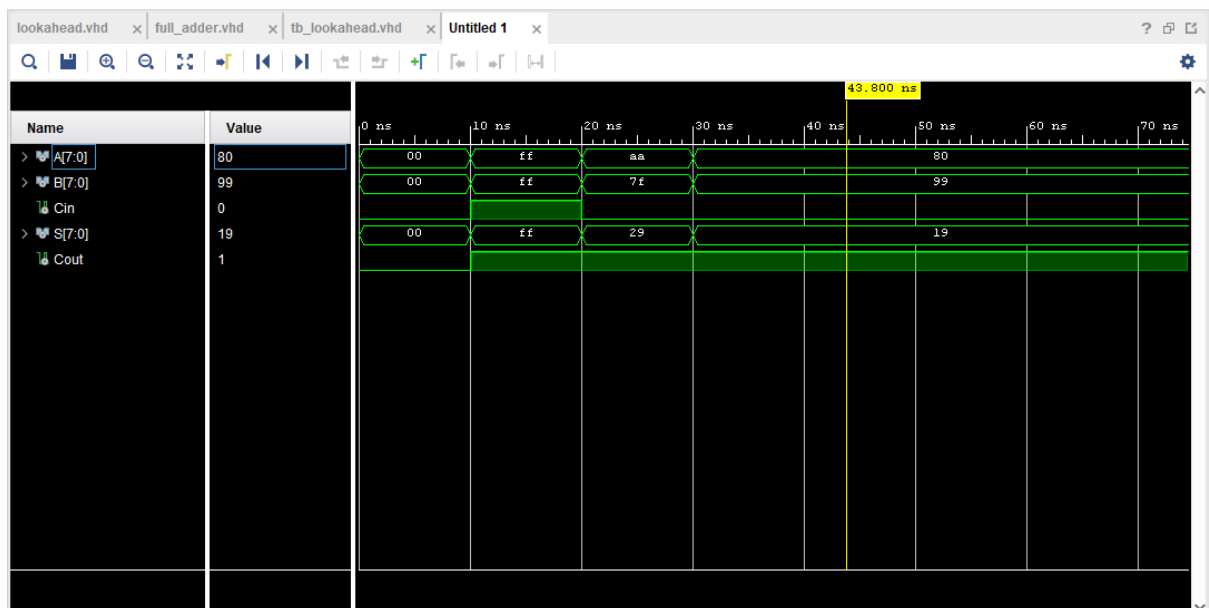 lookahead.vhd × full_adder.vhd × tb_lookahead.vhd × Untitled 1 × ?
43.800 ns
Name Value 0 ns 10 ns 20 ns 30 ns 40 ns 50 ns 60 ns 70 ns
> A[7:0] 80 00 ff aa 80
> B[7:0] 99 00 ff 7f 99
Cin 0
> S[7:0] 19 00 ff 29 19
Cout 1